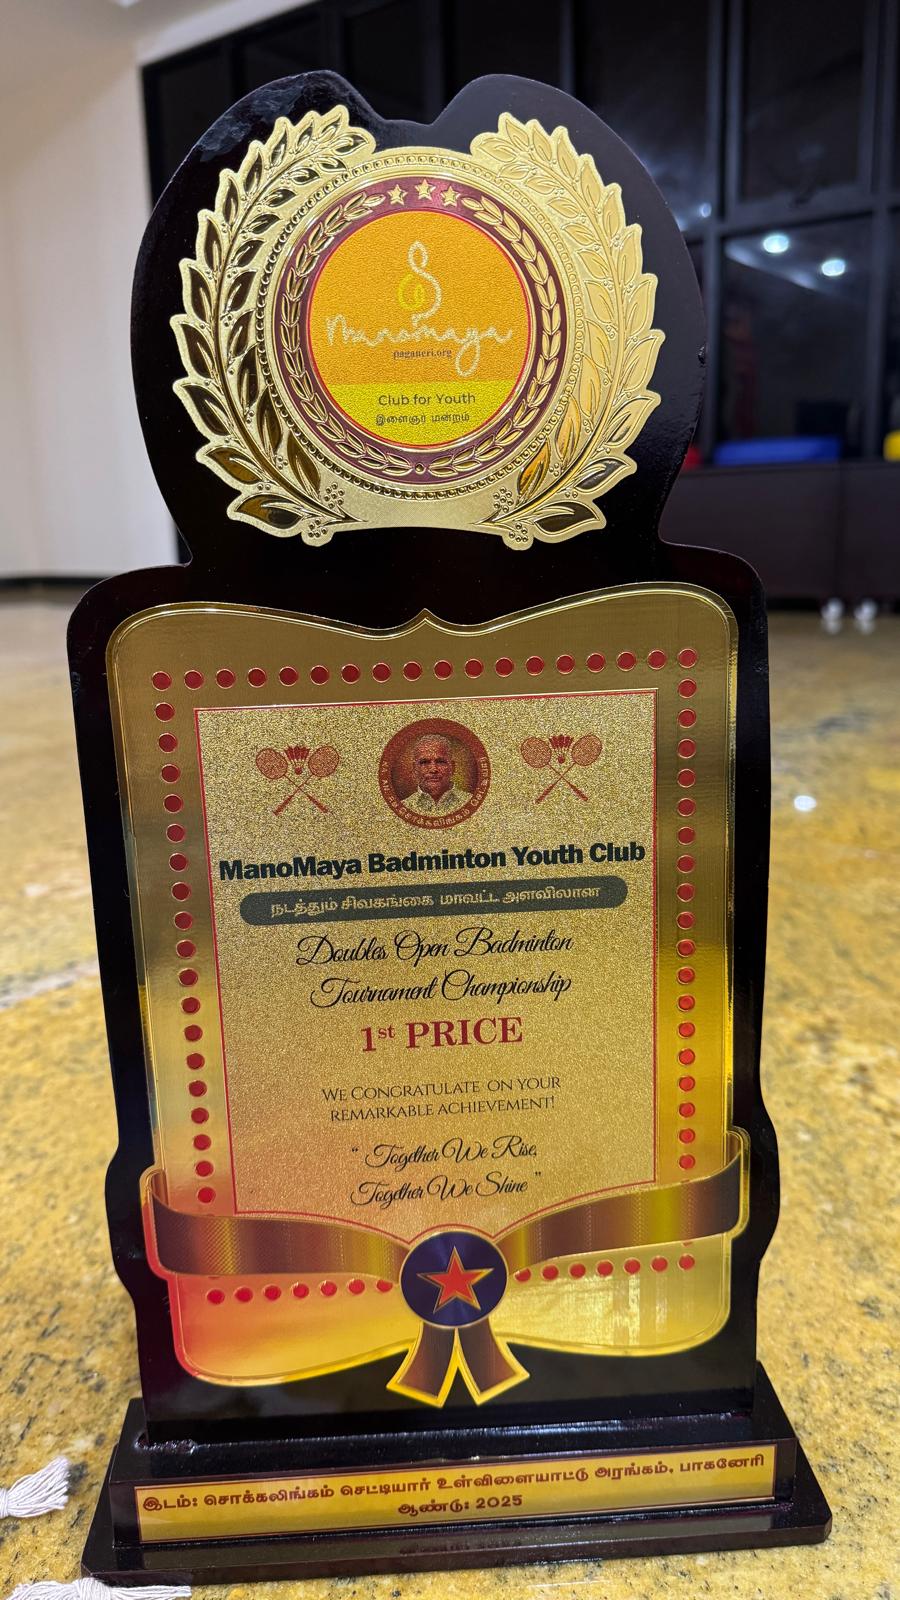 Manomaya
paganeri.org
Club for Youth
இளைஞர் மன்றம்
சொக்கலிங்கம்
ManoMaya Badminton Youth Club
நடத்தும் சிவகங்கை மாவட்ட அளவிலான
Doubles Open Badminton
Tournament Championship
1st PRICE
WE CONGRATULATE ON YOUR
REMARKABLE ACHIEVEMENT!
" Together We Rise,
Together We Shine "
இடம்: சொக்கலிங்கம் செட்டியார் உள்விளையாட்டு அரங்கம், பாகனேரி
ஆண்டு: 2025